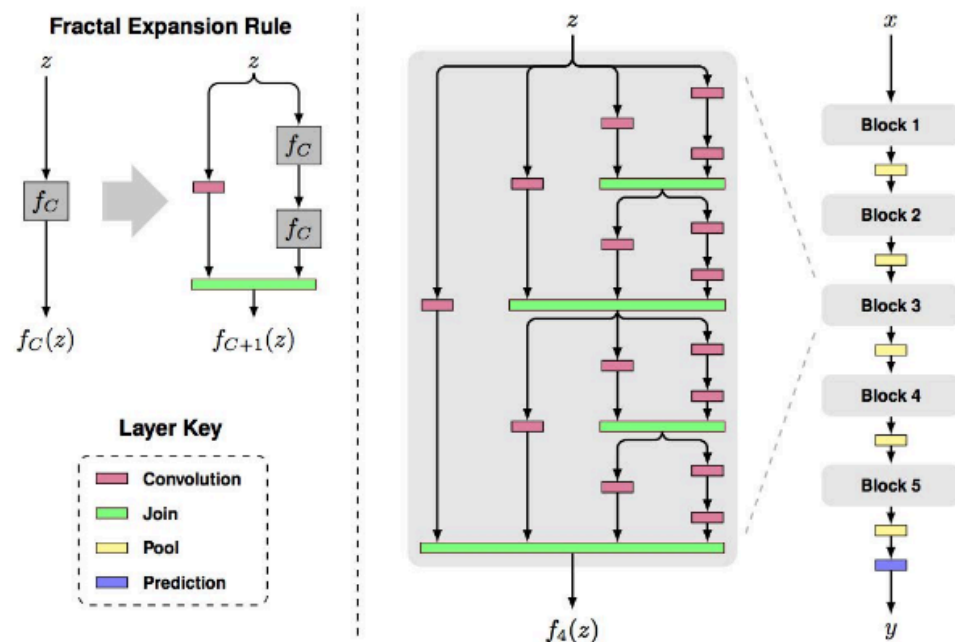 Fractal Expansion Rule
z
z
f_C
f_C
f_C
f_C(z)
f_{C+1}(z)
Layer Key
Convolution
Join
Pool
Prediction
z
f_4(z)
x
Block 1
Block 2
Block 3
Block 4
Block 5
y